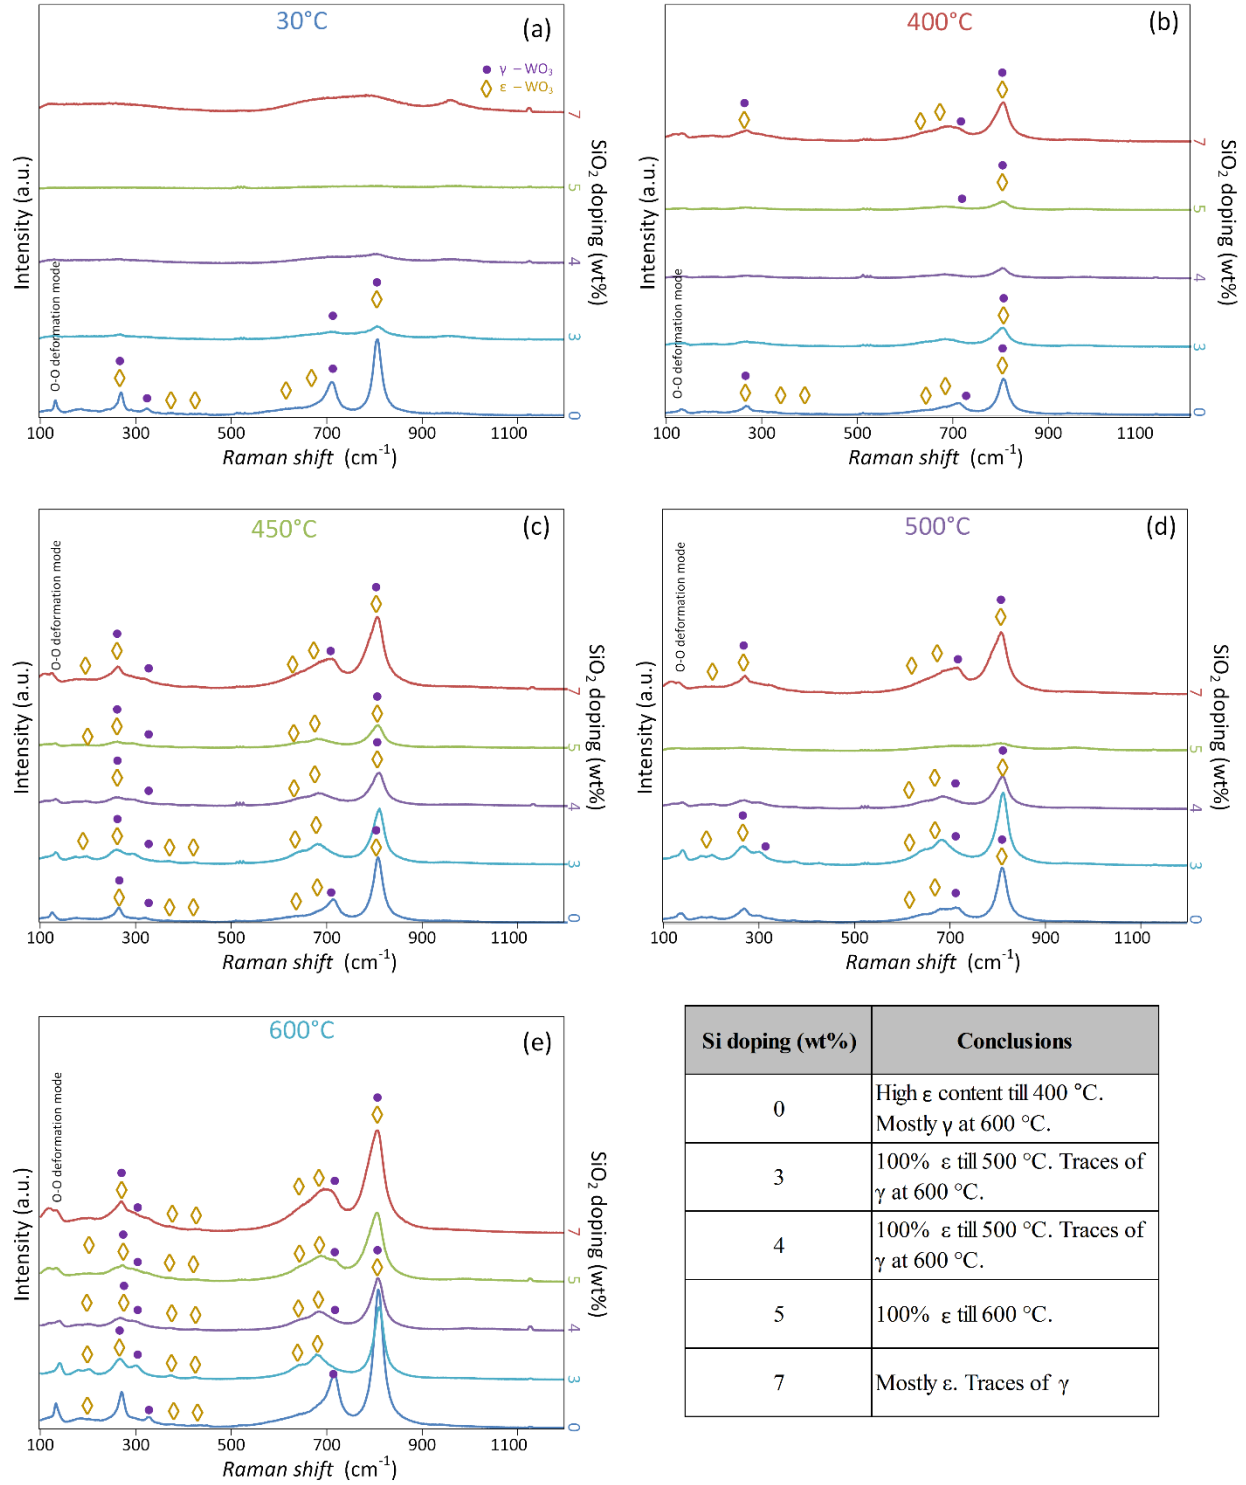 30°C
(a)
γ – WO₃
ε – WO₃
Intensity (a.u.)
O-O deformation mode
7
5
4
3
0
SiO₂ doping (wt%)
100 300 500 700 900 1100
Raman shift (cm⁻¹)
400°C
(b)
Intensity (a.u.)
O-O deformation mode
7
5
4
3
0
SiO₂ doping (wt%)
100 300 500 700 900 1100
Raman shift (cm⁻¹)
450°C
(c)
Intensity (a.u.)
O-O deformation mode
7
5
4
3
0
SiO₂ doping (wt%)
100 300 500 700 900 1100
Raman shift (cm⁻¹)
500°C
(d)
Intensity (a.u.)
O-O deformation mode
7
5
4
3
0
SiO₂ doping (wt%)
100 300 500 700 900 1100
Raman shift (cm⁻¹)
600°C
(e)
Intensity (a.u.)
O-O deformation mode
7
5
4
3
0
SiO₂ doping (wt%)
100 300 500 700 900 1100
Raman shift (cm⁻¹)
Si doping (wt%) Conclusions
0 High ε content till 400 °C.
Mostly γ at 600 °C.
3 100% ε till 500 °C. Traces of
γ at 600 °C.
4 100% ε till 500 °C. Traces of
γ at 600 °C.
5 100% ε till 600 °C.
7 Mostly ε. Traces of γ